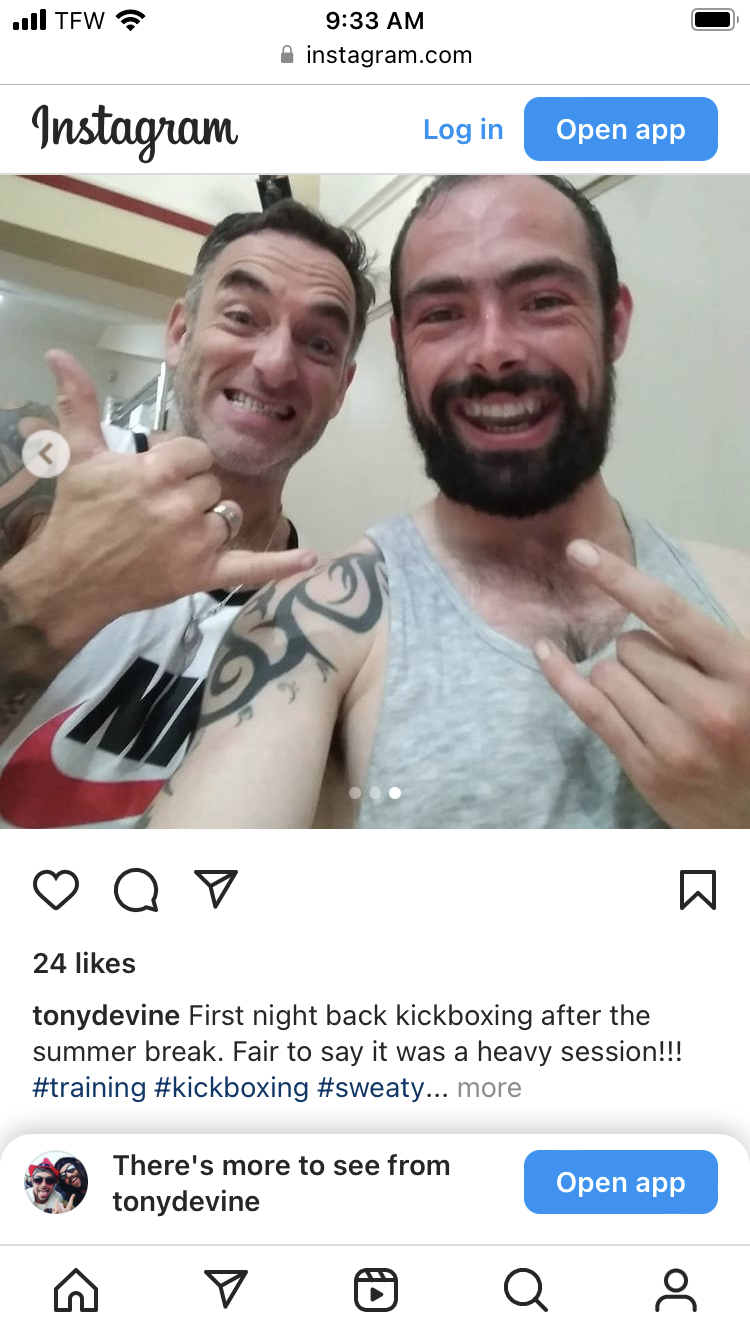 TFW 9:33 AM
instagram.com
Instagram
Log in
Open app
24 likes
tonydevine First night back kickboxing after the
summer break. Fair to say it was a heavy session!!!
#training #kickboxing #sweaty... more
There's more to see from
tonydevine
Open app